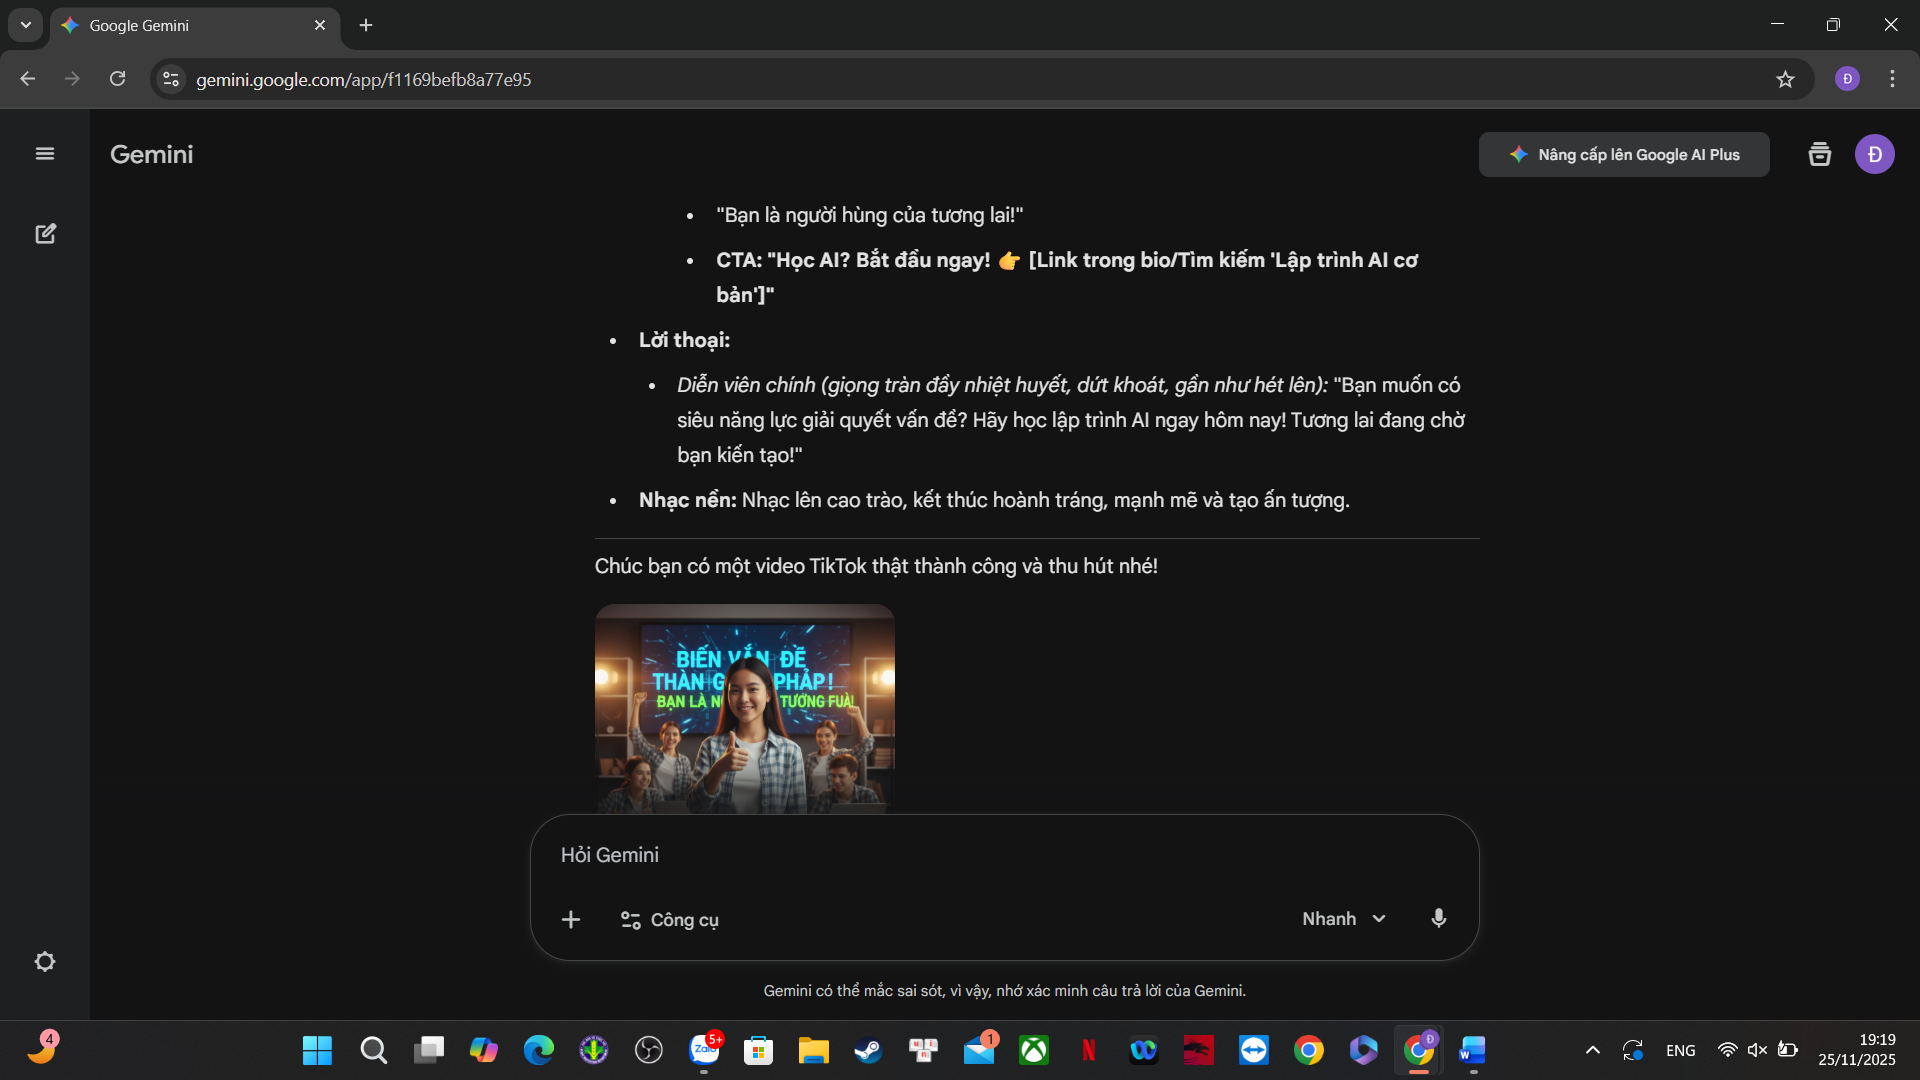 Google Gemini
gemini.google.com/app/f1169befb8a77e95
Đ
Gemini
Nâng cấp lên Google AI Plus
Đ
"Bạn là người hùng của tương lai!"
CTA: "Học AI? Bắt đầu ngay! 👉 [Link trong bio/Tìm kiếm 'Lập trình AI cơ
bản']"
Lời thoại:
Diễn viên chính (giọng tràn đầy nhiệt huyết, dứt khoát, gần như hét lên): "Bạn muốn có
siêu năng lực giải quyết vấn đề? Hãy học lập trình AI ngay hôm nay! Tương lai đang chờ
bạn kiến tạo!"
Nhạc nền: Nhạc lên cao trào, kết thúc hoành tráng, mạnh mẽ và tạo ấn tượng.
Chúc bạn có một video TikTok thật thành công và thu hút nhé!
BIẾN VẤN ĐỀ
THÀN G PHÁP!
BẠN LÀ TƯỚNG FUÀ!
Hỏi Gemini
Công cụ
Nhanh
Gemini có thể mắc sai sót, vì vậy, nhớ xác minh câu trả lời của Gemini.
4
Zalo
5+
1
Đ
W
ENG
19:19
25/11/2025